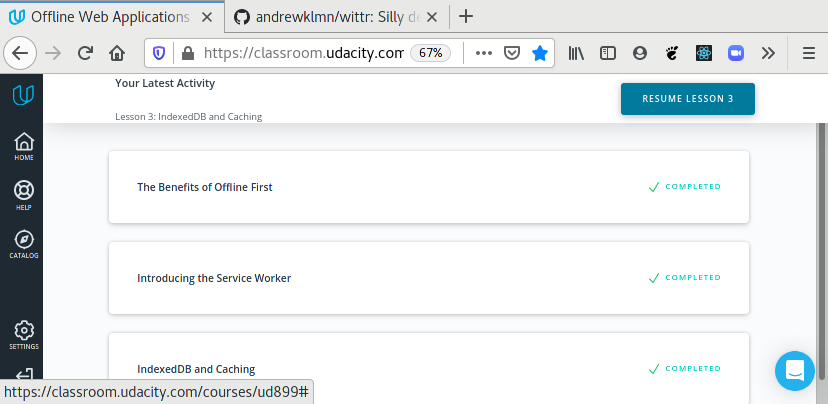 Offline Web Applications
andrewklmn/wittr: Silly de
https://classroom.udacity.com
67%
Your Latest Activity
RESUME LESSON 3
Lesson 3: IndexedDB and Caching
HOME
HELP
CATALOG
SETTINGS
The Benefits of Offline First
COMPLETED
Introducing the Service Worker
COMPLETED
IndexedDB and Caching
COMPLETED
https://classroom.udacity.com/courses/ud899#